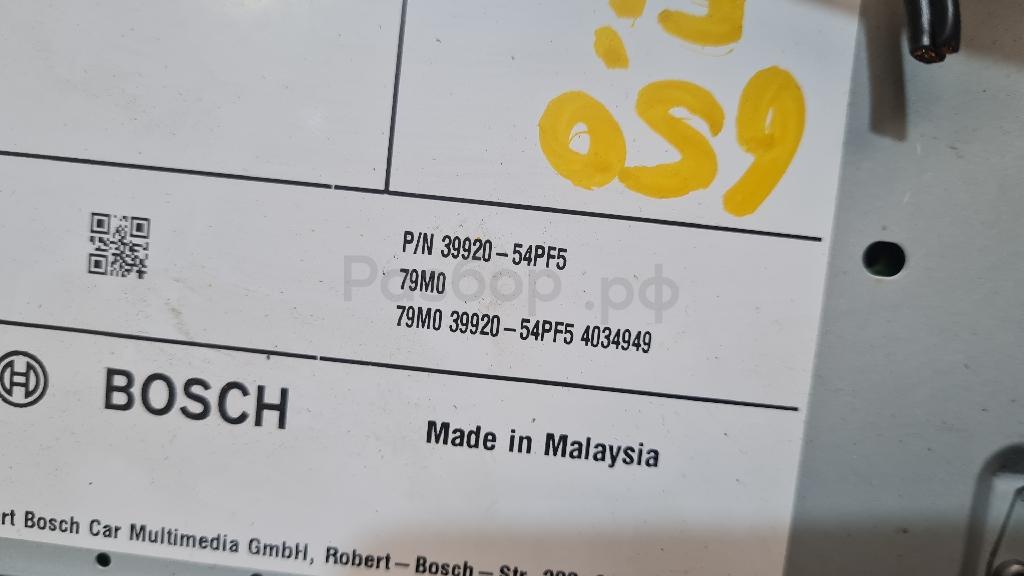 059
P/N 39920-54PF5
79M0
79M0 39920-54PF5 4034949
Разбор.рф
BOSCH
Made in Malaysia
rt Bosch Car Multimedia GmbH, Robert-Bosch-Str.